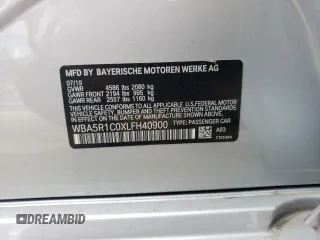 MFD BY BAYERISCHE MOTOREN WERKE AG
07/19
GVWR 4586 lbs 2080 kg
GAWR FRONT 2194 lbs 995 kg
GAWR REAR 2557 lbs 1160 kg
THIS VEHICLE CONFORMS TO ALL APPLICABLE FEDERAL
MOTOR VEHICLE SAFETY, BUMPER, AND THEFT PREVENTION
STANDARDS IN EFFECT ON THE DATE OF MANUFACTURE SHOWN ABOVE.
WBA5R1C0XLFH40900
TYPE: PASSENGER CAR
A83
DREAMBID
DREAMBID.COM